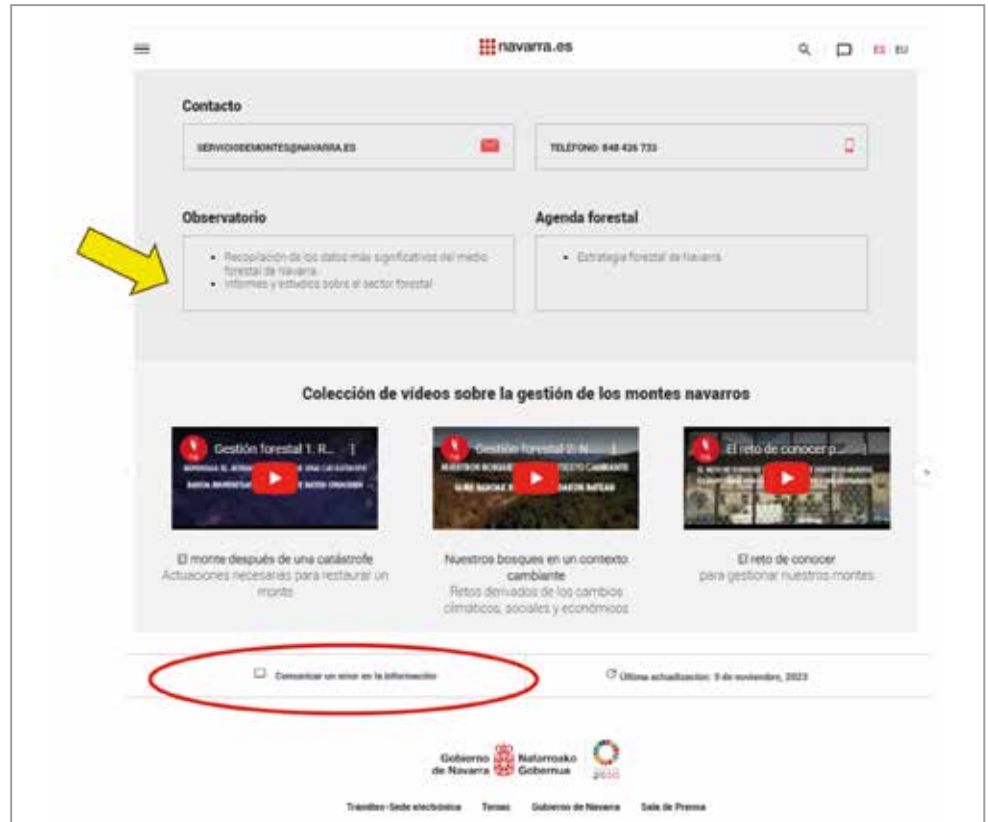 navarra.es
ES EU
Contacto
SERVICIODEMONTES@NAVARRA.ES
TELÉFONO: 848 426 733
Observatorio
Agenda forestal
Recopilación de los datos más significativos del medio
forestal de Navarra.
Informes y estudios sobre el sector forestal
Estrategia forestal de Navarra
Colección de vídeos sobre la gestión de los montes navarros
Gestión forestal 1: R...
Gestión forestal 2: N...
El reto de conocer p...
El monte después de una catástrofe
Actuaciones necesarias para restaurar un
monte
Nuestros bosques en un contexto
cambiante
Retos derivados de los cambios
climáticos, sociales y económicos
El reto de conocer
para gestionar nuestros montes
Comunicar un error en la información
Última actualización: 9 de noviembre, 2023
Gobierno
de Navarra
Nafarroako
Gobernua
2030
Trámites-Sede electrónica Temas Gobierno de Navarra Sala de Prensa